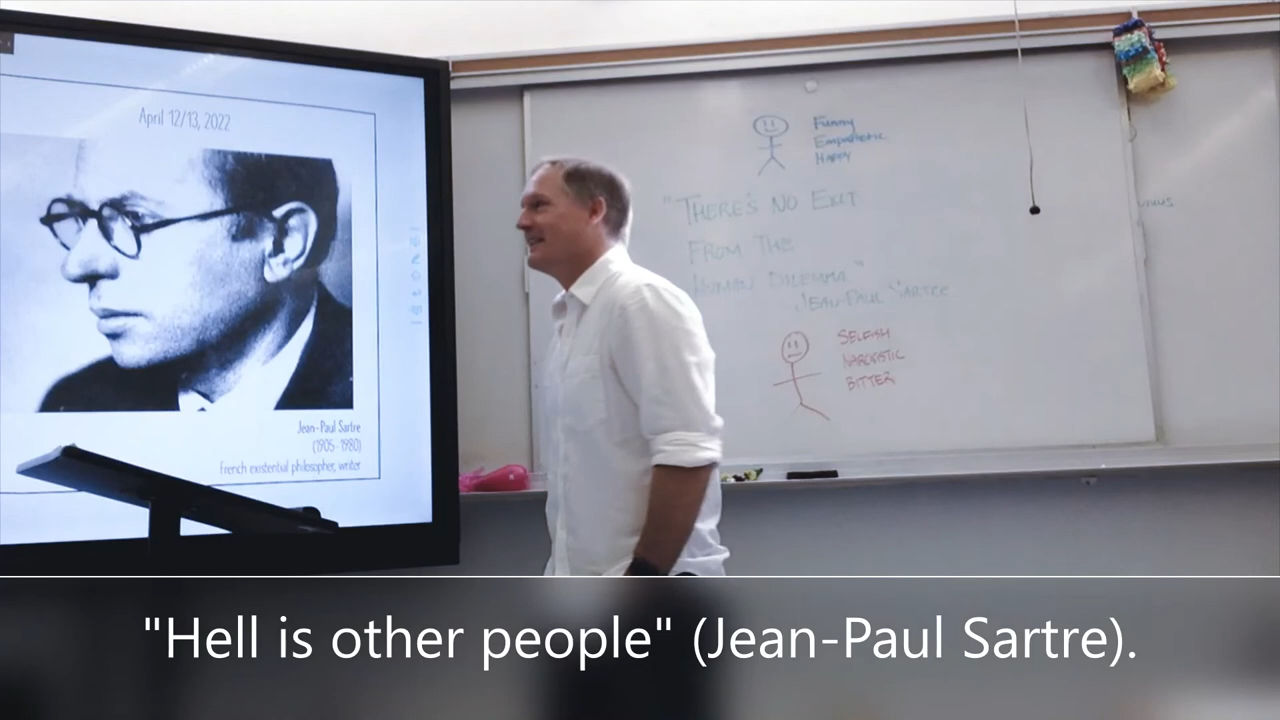 April 12/13, 2022
Jean-Paul Sartre
(1905-1980)
French existential philosopher, writer
Funny
Empathetic
Happy
"THERE'S NO EXIT
FROM THE
HUMAN DILEMMA"
JEAN-PAUL SARTRE
SELFISH
NARCISTIC
BITTER
"Hell is other people" (Jean-Paul Sartre).